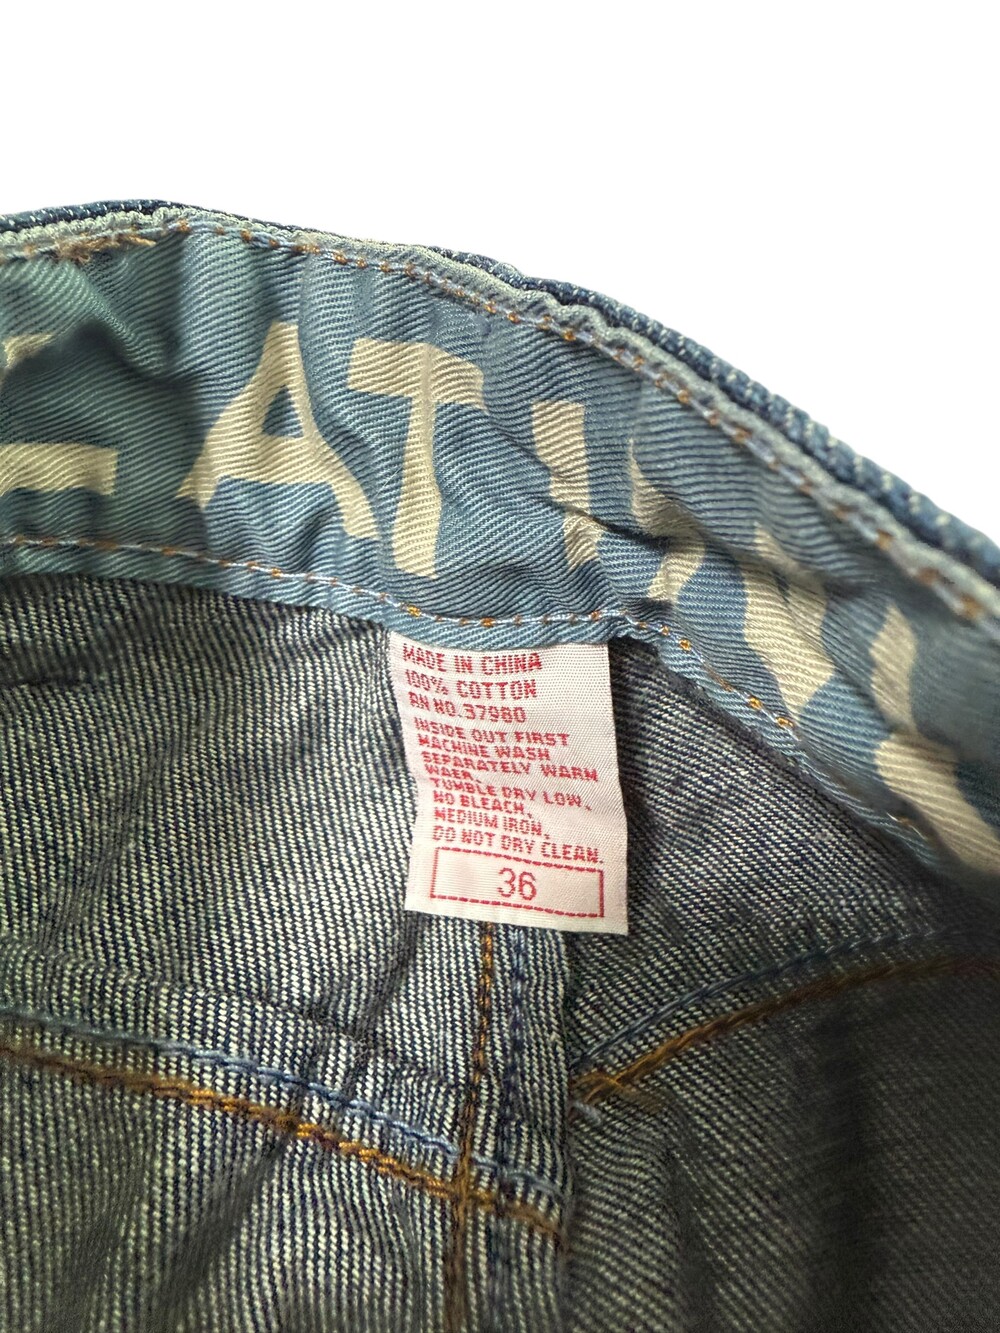 EATIV
MADE IN CHINA
100% COTTON
RN NO.37980
INSIDE OUT FIRST
MACHINE WASH
SEPARATELY WARM
WAER.
TUMBLE DRY LOW.
NO BLEACH.
MEDIUM IRON.
DO NOT DRY CLEAN.
36